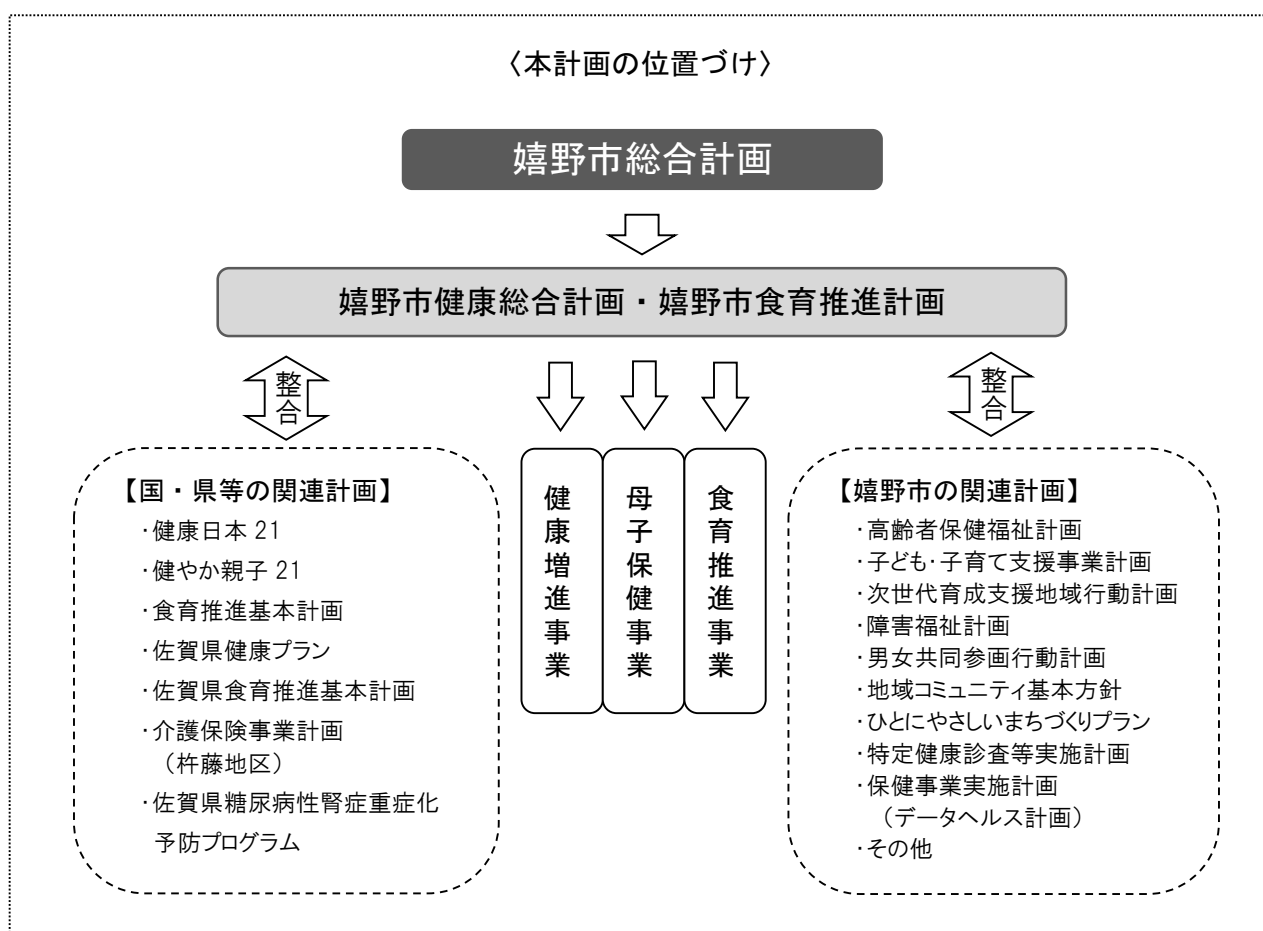 〈本計画の位置づけ〉
嬉野市総合計画
嬉野市健康総合計画・嬉野市食育推進計画
整合
整合
【国・県等の関連計画】
・健康日本 21
・健やか親子 21
・食育推進基本計画
・佐賀県健康プラン
・佐賀県食育推進基本計画
・介護保険事業計画
（杵藤地区）
・佐賀県糖尿病性腎症重症化
予防プログラム
健康増進事業
母子保健事業
食育推進事業
【嬉野市の関連計画】
・高齢者保健福祉計画
・子ども・子育て支援事業計画
・次世代育成支援地域行動計画
・障害福祉計画
・男女共同参画行動計画
・地域コミュニティ基本方針
・ひとにやさしいまちづくりプラン
・特定健康診査等実施計画
・保健事業実施計画
（データヘルス計画）
・その他